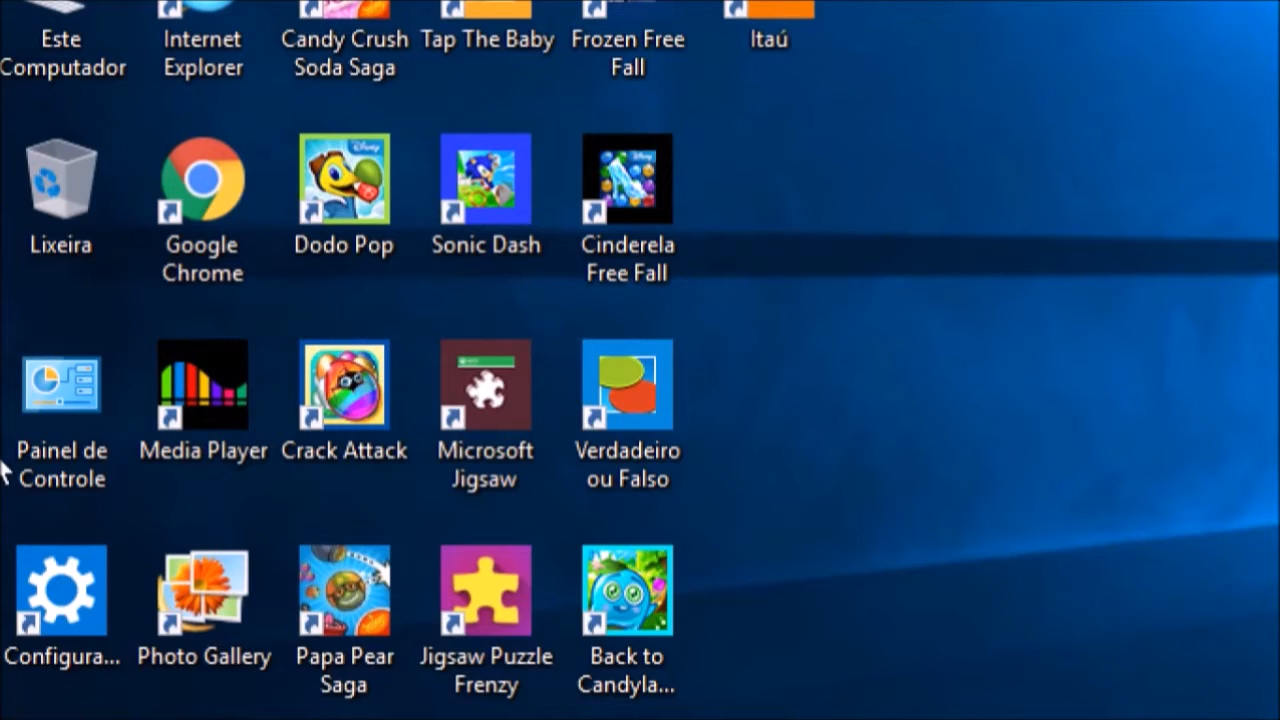 Este
Computador
Internet
Explorer
Candy Crush
Soda Saga
Tap The Baby
Frozen Free
Fall
Itaú
Lixeira
Google
Chrome
Disney
Dodo Pop
Sonic Dash
Disney
Cinderela
Free Fall
Painel de
Controle
Media Player
Crack Attack
Microsoft
Jigsaw
Verdadeiro
ou Falso
Configura...
Photo Gallery
Papa Pear
Saga
Jigsaw Puzzle
Frenzy
Back to
Candyla...